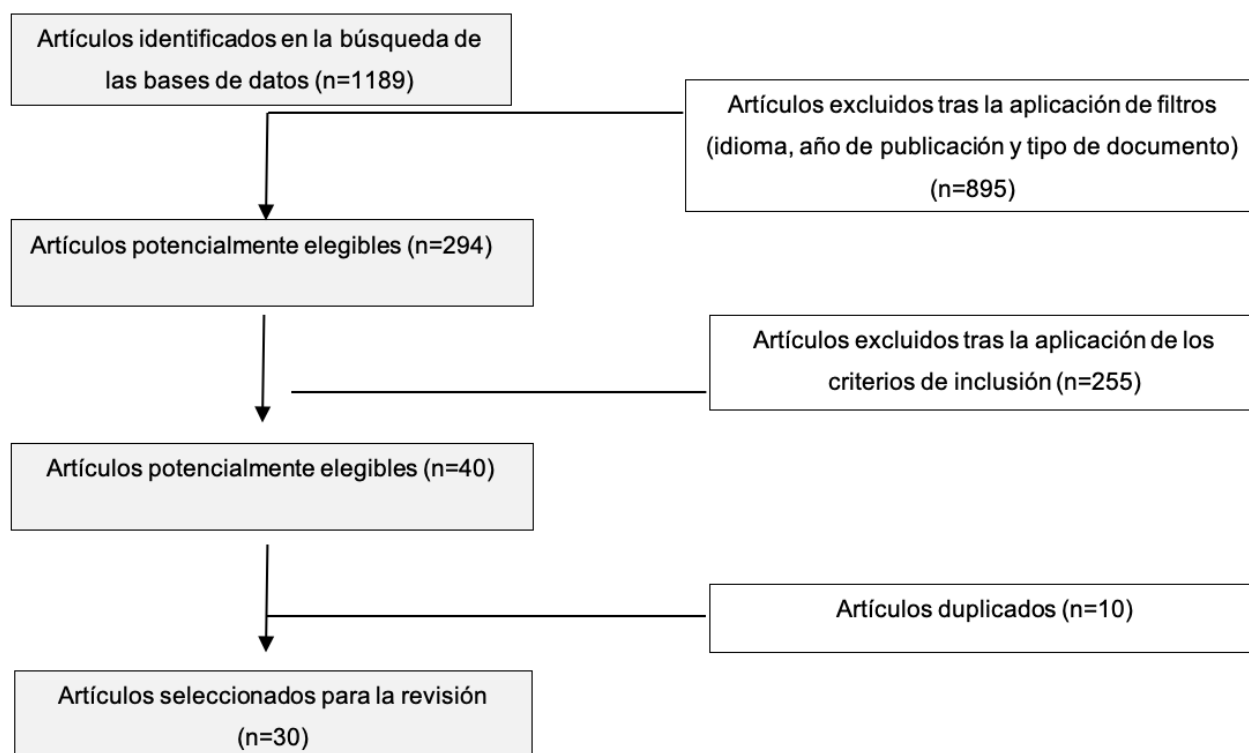 Artículos identificados en la búsqueda de
las bases de datos (n=1189)
Artículos excluidos tras la aplicación de filtros
(idioma, año de publicación y tipo de documento)
(n=895)
Artículos potencialmente elegibles (n=294)
Artículos excluidos tras la aplicación de los
criterios de inclusión (n=255)
Artículos potencialmente elegibles (n=40)
Artículos duplicados (n=10)
Artículos seleccionados para la revisión
(n=30)